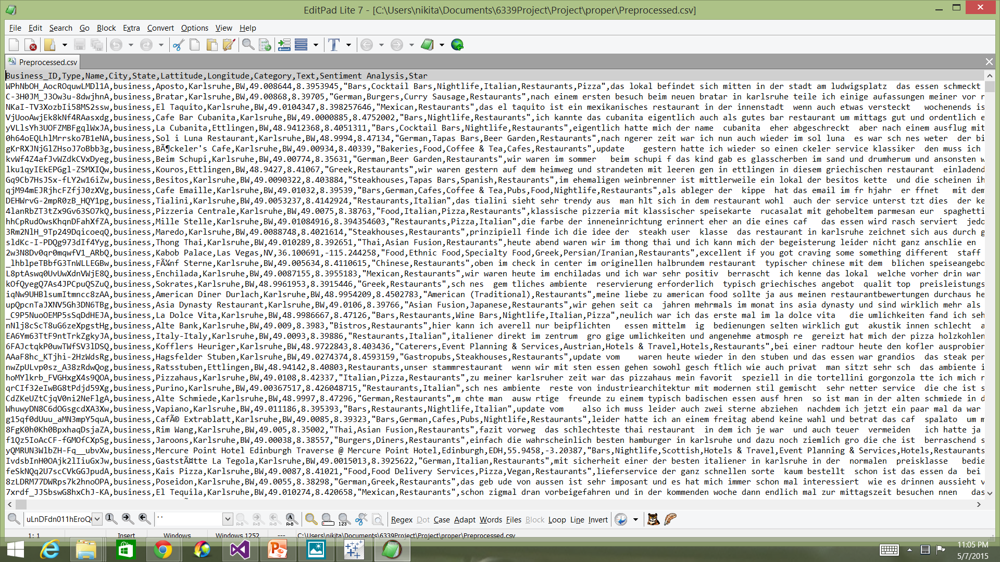 EditPad Lite 7 - [C:\Users\nikita\Documents\6339Project\Project\proper\Preprocessed.csv]
File Edit Search Go Block Extra Convert Options View Help
Preprocessed.csv
Business_ID,Type,Name,City,State,Lattitude,Longitude,Category,Text,Sentiment Analysis,Star
WPhNbOH_AocROquwLMDl1A,business,Aposto,Karlsruhe,BW,49.008644,8.3953945,"Bars,Cocktail Bars,Nightlife,Italian,Restaurants,Pizza",das lokal befindet sich mitten in der stadt am ludwigsplatz  das essen schmeckt
C-3H0JM_J3Ow3u-8dwjhnA,business,Bratar,Karlsruhe,BW,49.00868,8.39705,"German,Burgers,Curry Sausage,Restaurants",nach einem ersten besuch beim neuen bratar in karlsruhe teile ich einige aufassungen meiner vor r
NKaI-TV3XozbIi58MS2ssw,business,El Taquito,Karlsruhe,BW,49.0104347,8.398257646,"Mexican,Restaurants",das el taquito ist ein mexikanisches restaurant in der innenstadt  wenn auch etwas versteckt   wochenends is
VjUooAwjEk8kNf4RAasxdg,business,Cafe Bar Cubanita,Karlsruhe,BW,49.0000885,8.4752002,"Bars,Nightlife,Restaurants",ich kannte das cubanita eigentlich auch als gutes bar restaurant um mittags gut und ordentlich e
yVLlsYh3UOFZMBFgqlWxJA,business,La Cubanita,Ettlingen,BW,48.9412368,8.4051311,"Bars,Cocktail Bars,Nightlife,Restaurants",eigentlich hatte mich der name  cubanita  eher abgeschreckt  aber nach einem ausflug mit
0h64oEQLhlMrrsko7B1eNA,business,Sol i Luna Restaurant,Karlsruhe,BW,48.9994,8.47134,"German,Tapas Bars,Beer Garden,Restaurants",nach ngerer zeit war ich nun auch wieder im sol luna  es war sch nes weter  der bi
gKrRXJNjGlZHsoJ7oBbb3g,business,BÃ¶ckeler's Cafe,Karlsruhe,BW,49.00934,8.40339,"Bakeries,Food,Coffee & Tea,Cafes,Restaurants",update    gestern hatte ich wieder so einen ckeler service klassiker  den muss ich
kvWf4Z4afJvWZdkCVxDyeg,business,Beim Schupi,Karlsruhe,BW,49.00774,8.35631,"German,Beer Garden,Restaurants",wir waren im sommer   beim schupi f das kind gab es glasscherben im sand und drumherum und ansonsten w
lku1qyIEkEPGgl-ZSMXIQw,business,Kouros,Ettlingen,BW,48.9427,8.41067,"Greek,Restaurants",wir waren gestern auf dem heimweg und strandeten mit leeren gen in ettlingen in diesem griechischen restaurant  einladend
Gq9Cb7HsJSx-fLY2w16iZw,business,Besitos,Karlsruhe,BW,49.0090322,8.403884,"Steakhouses,Tapas Bars,Spanish,Restaurants",im ehemaligen weinbrenner ist mittlerweile ein lokal der besitos kette  und die scheinen ih
qjM94mEJRjhcFZfjJ0zXVg,business,Cafe Emaille,Karlsruhe,BW,49.01032,8.39539,"Bars,German,Cafes,Coffee & Tea,Pubs,Food,Nightlife,Restaurants",als ableger der  kippe  hat das email im fr hjahr  er ffnet   mit dem
DEHWrvG-2mpR0zB_HQY1pg,business,Tialini,Karlsruhe,BW,49.0053237,8.4142924,"Restaurants,Italian",das tialini sieht sehr trendy aus  man hlt sich in dem restaurant wohl  auch der service unterst tzt dies  der ke
4lanRbZT3tZx9Gv63SO7kQ,business,Pizzeria Centrale,Karlsruhe,BW,49.0075,8.38763,"Food,Italian,Pizza,Restaurants",klassische pizzeria mit klassischer speisekarte  rucasalat mit gehobeltem parmesan eur  spaghetti
hhCpRudOwsKhqnDFahXfZA,business,Mille Stelle,Karlsruhe,BW,49.01084916,8.394354603,"Restaurants,Pizza,Italian",die farbe der inneneinrichtung erinnert eher an die eines caf  das essen wird rasch serviert  jedo
3Rm2NlH_9Tp249DqicoeqQ,business,Maredo,Karlsruhe,BW,49.0088748,8.4021614,"Steakhouses,Restaurants",prinzipiell finde ich die idee der  steakh user  klasse  das restaurant in karlsruhe zeichnet sich aus durch g
sldKc-I-PDQg973dIf4Yyg,business,Thong Thai,Karlsruhe,BW,49.010289,8.392651,"Thai,Asian Fusion,Restaurants",heute abend waren wir im thong thai und ich kann mich der begeisterung leider nicht ganz anschlie en
2w3N8Dv0qr0mqwfV1_ARbQ,business,Kabob Palace,Las Vegas,NV,36.100691,-115.244258,"Food,Ethnic Food,Specialty Food,Greek,Persian/Iranian,Restaurants",excellent if you got craving some something different  staff
_lhblpeTBbfG3TnWLLEGBw,business,FÃ¼nf Sterne,Karlsruhe,BW,49.005634,8.4110615,"Chinese,Restaurants",oben im check in center im originellen halbrundem restaurant  typischer chinese mit dem  blichen speiseangebo
L8ptAswq0UvUwXdnVWjE8Q,business,Enchilada,Karlsruhe,BW,49.0087155,8.3955183,"Mexican,Restaurants",wir waren heute im enchiladas und ich war sehr positiv  berrascht  ich kenne das lokal  welche vorher drin war
kOfQyegQ7As4JPCpuQSZuQ,business,Sokrates,Karlsruhe,BW,48.9961953,8.3915446,"Greek,Restaurants",sch nes  gem tliches ambiente  reservierung erforderlich  typisch griechisches angebot  qualit top  preisleistungs
iqNw9UHBlsumItmncc8zAA,business,American Diner Durlach,Karlsruhe,BW,48.9954209,8.4502783,"American (Traditional),Restaurants",meine liebe zu american food sollte ja aus meinen restaurantbewertungen durchaus he
upQpcnTaJXNV5Gh3DN6TBg,business,Asia Dynasty Restaurant,Karlsruhe,BW,49.0106,8.39766,"Asian Fusion,Japanese,Restaurants",wir gehen seit ca  jahren mehrmals im monat ins asia dynasty und sind wirklich mehr als
_C9P5NuoOEMP5sSqDdHEJA,business,La Dolce Vita,Karlsruhe,BW,48.9986667,8.47126,"Bars,Restaurants,Wine Bars,Nightlife,Italian,Pizza",neulich war ich das erste mal im la dolce vita   die umlichkeiten fand ich seh
nNlj8cScT8uG6zeXpgstHg,business,Alte Bank,Karlsruhe,BW,49.009,8.3983,"Bistros,Restaurants",hier kann ich averell nur beipflichten   essen mittelm  ig  bedienungen selten wirklich gut  akustik innen schlecht  a
EA6Ym63TtF9ntTrkZgkyJA,business,Italy-Italy,Karlsruhe,BW,49.0093,8.39886,"Restaurants,Italian",italiener direkt im zentrum  gro gige umlichkeiten und angenehme atmosph re  gereizt hat mich der pizza holzkohlen
6FAJctqkP0uwTWfSV3lDSQ,business,Kofflers Heuriger,Karlsruhe,BW,48.9722843,8.403436,"Caterers,Event Planning & Services,Austrian,Hotels & Travel,Hotels,Restaurants",bei einer radtour heute den kofler ausprobier
AAaF8hc_KTjhi-2HzWdsRg,business,Hagsfelder Stuben,Karlsruhe,BW,49.0274374,8.4593159,"Gastropubs,Steakhouses,Restaurants",update vom    waren heute wieder in den stuben und das essen war grandios  das steak per
nwZpULvp0sz_A38zRdwQog,business,Ratsstuben,Ettlingen,BW,48.94142,8.40803,Restaurants,unser stammrestaurant  wenn wir mit sten essen gehen sowohl gesch ftlich wie auch privat  man sitzt sehr sch  das ambiente i
hoMYlkrb_FVGHxgX4s9QOA,business,Pizzahaus,Karlsruhe,BW,49.0108,8.42337,"Italian,Pizza,Restaurants",zu meiner karlsruher zeit war das pizzahaus mein favorit  speziell in die tortellini gorgonzola tte ich mich r
qrCIf32eIwBG8tPdjd59Xg,business,Purino,Karlsruhe,BW,49.00367517,8.426048715,"Restaurants,Italian",sch nes ambiente  reste von industriearchitektur mit modernen stil gemischt  sehr netter service  die che ist s
CdZKeUZtCjqV0ni2NeFlgA,business,Alte Schmiede,Karlsruhe,BW,48.9997,8.47296,"German,Restaurants",m chte man  ausw rtige  freunde zu einem typisch badischen essen ausf hren  so ist man in der alten schmiede in d
WhuwyDN8C6dOGsgcdXA3Xw,business,Vapiano,Karlsruhe,BW,49.011186,8.395393,"Bars,Restaurants,Nightlife,Italian",update vom    also ich muss leider auch zwei sterne abziehen  nachdem ich jetzt ein paar mal da war
g15qf0dUuu_aMN3mpY5quA,business,CafÃ© Extrablatt,Karlsruhe,BW,49.0085,8.39323,"Bars,German,Cafes,Pubs,Nightlife,Restaurants",leider hatte ich an einem freitag abend keine wahl und betrat das caf  spalato  um m
8FgK0h0Kh0BpxhaqDsjaZA,business,Rim Wang,Karlsruhe,BW,49.005,8.35002,"Thai,Asian Fusion,Restaurants",fazit vorweg  das schlechteste thai restaurant  in dem ich je war  und auch teuer  vermeiden   ich hatte ja
f1Qz5IoAcCF-fGMOfCXpSg,business,Jaroons,Karlsruhe,BW,49.00038,8.38557,"Burgers,Diners,Restaurants",einfach die wahrscheinlich besten hamburger in karlsruhe und dazu noch ziemlich gro die che ist  berraschend s
yQMRUN3WlbZH-Fq__ubvXw,business,Mercure Point Hotel Edinburgh Traverse @ Mercure Point Hotel,Edinburgh,EDH,55.9458,-3.20387,"Bars,Nightlife,Scottish,Hotels & Travel,Event Planning & Services,Hotels,Restaurants
IvdsbInH0OAjk2lIiuGxJw,business,GaststÃ¤tte La Tegola,Karlsruhe,BW,49.0015013,8.3925622,"German,Italian,Restaurants",mit sicherheit einer der besten italiener in karlsruhe in der  normalen  preisklasse   bedie
feSkNQq2U7scCVkGGJpudA,business,Kais Pizza,Karlsruhe,BW,49.0087,8.41021,"Food,Food Delivery Services,Pizza,Vegan,Restaurants",lieferservice der ganz schnellen sorte  kaum bestellt  schon ist das essen da  bei
8zLDRM77DWRps7k2hnoOPA,business,Poseidon,Karlsruhe,BW,49.0055,8.38298,"German,Greek,Restaurants",das geb ude von aussen ist sehr imposant und es hat mich immer schon mal interessiert  wie es drinnen aussieht v
7xrdf_JJSbswG8hxChJ-KA,business,El Tequila,Karlsruhe,BW,49.010274,8.420658,"Mexican,Restaurants",schon zigmal dran vorbeigefahren und in der kommenden woche dann endlich mal zur mittagszeit besuchen nnen   das
uLnDFdn011hEroQ ' ' Regex Dot Case Adapt Words Files Block Loop Line Invert
1: 1 Insert Windows Windows 1252 --- C:\Users\nikita\Documents\6339Project\Project\proper\Preprocessed.csv
11:05 PM
5/7/2015